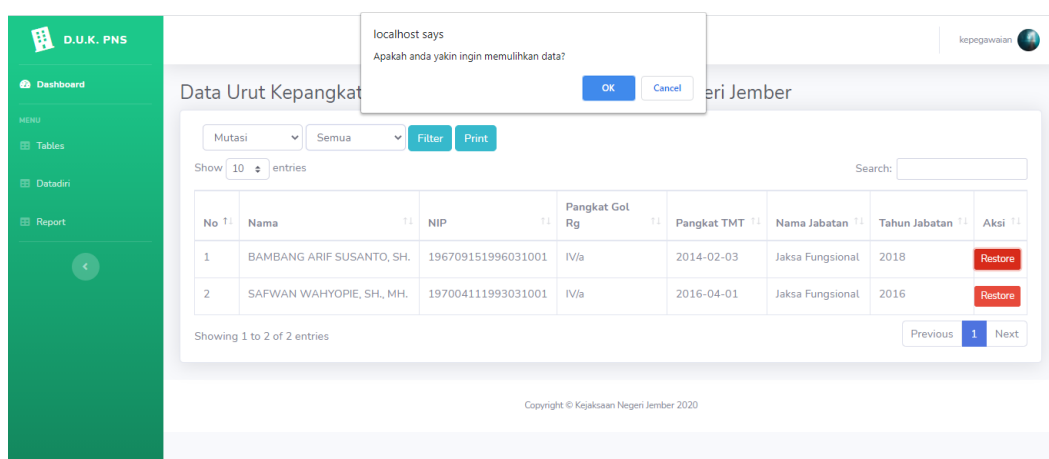 D.U.K. PNS
Dashboard
MENU
Tables
Datadiri
Report
localhost says
Apakah anda yakin ingin memulihkan data?
OK Cancel
kepegawaian
Data Urut Kepangkat eri Jember
Mutasi Semua Filter Print
Show 10 entries Search:
No Nama NIP Pangkat Gol Rg Pangkat TMT Nama Jabatan Tahun Jabatan Aksi
1 BAMBANG ARIF SUSANTO, SH. 196709151996031001 IV/a 2014-02-03 Jaksa Fungsional 2018 Restore
2 SAFWAN WAHYOPIE, SH., MH. 197004111993031001 IV/a 2016-04-01 Jaksa Fungsional 2016 Restore
Showing 1 to 2 of 2 entries Previous 1 Next
Copyright © Kejaksaan Negeri Jember 2020